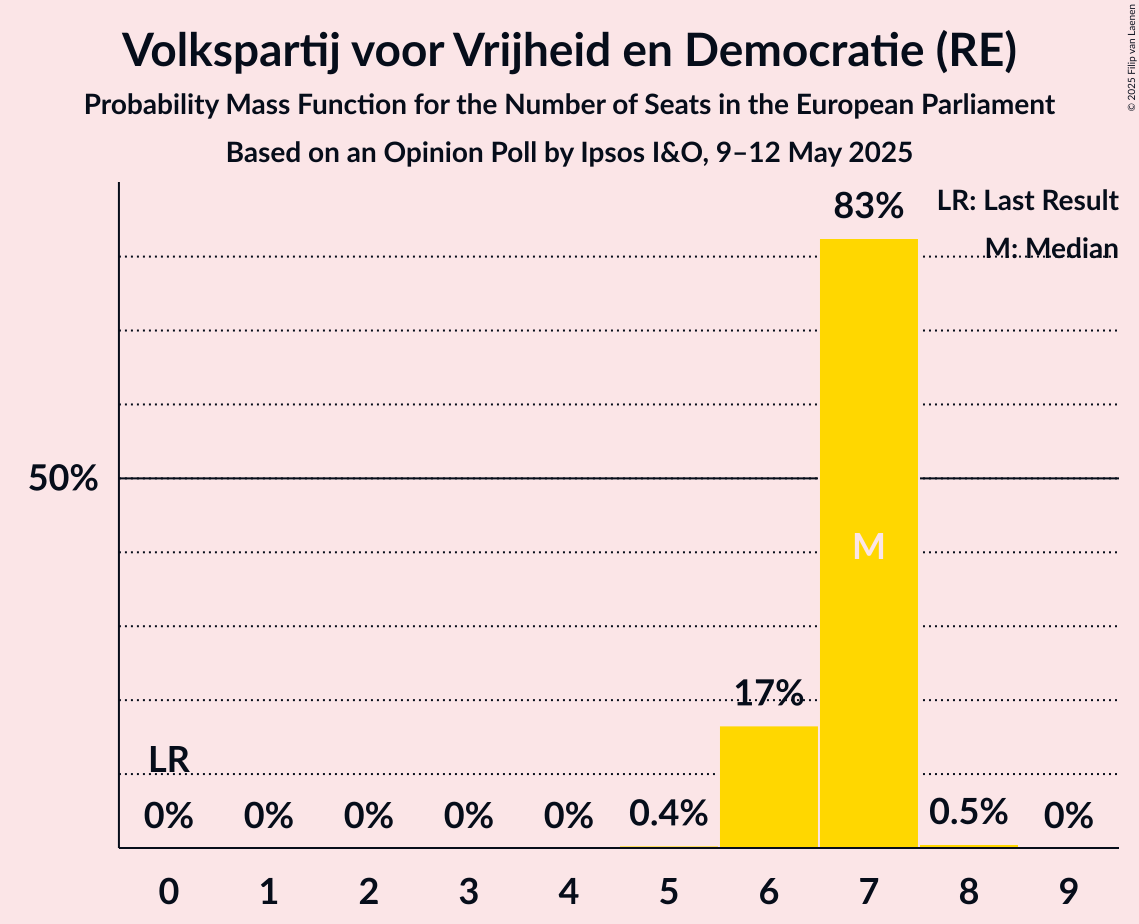 Volkspartij voor Vrijheid en Democratie (RE)
Probability Mass Function for the Number of Seats in the European Parliament
Based on an Opinion Poll by Ipsos I&O, 9–12 May 2025
© 2025 Filip van Laenen
LR: Last Result
M: Median
83%
50%
M
17%
LR
0% 0% 0% 0% 0% 0.4% 0.5% 0%
0 1 2 3 4 5 6 7 8 9